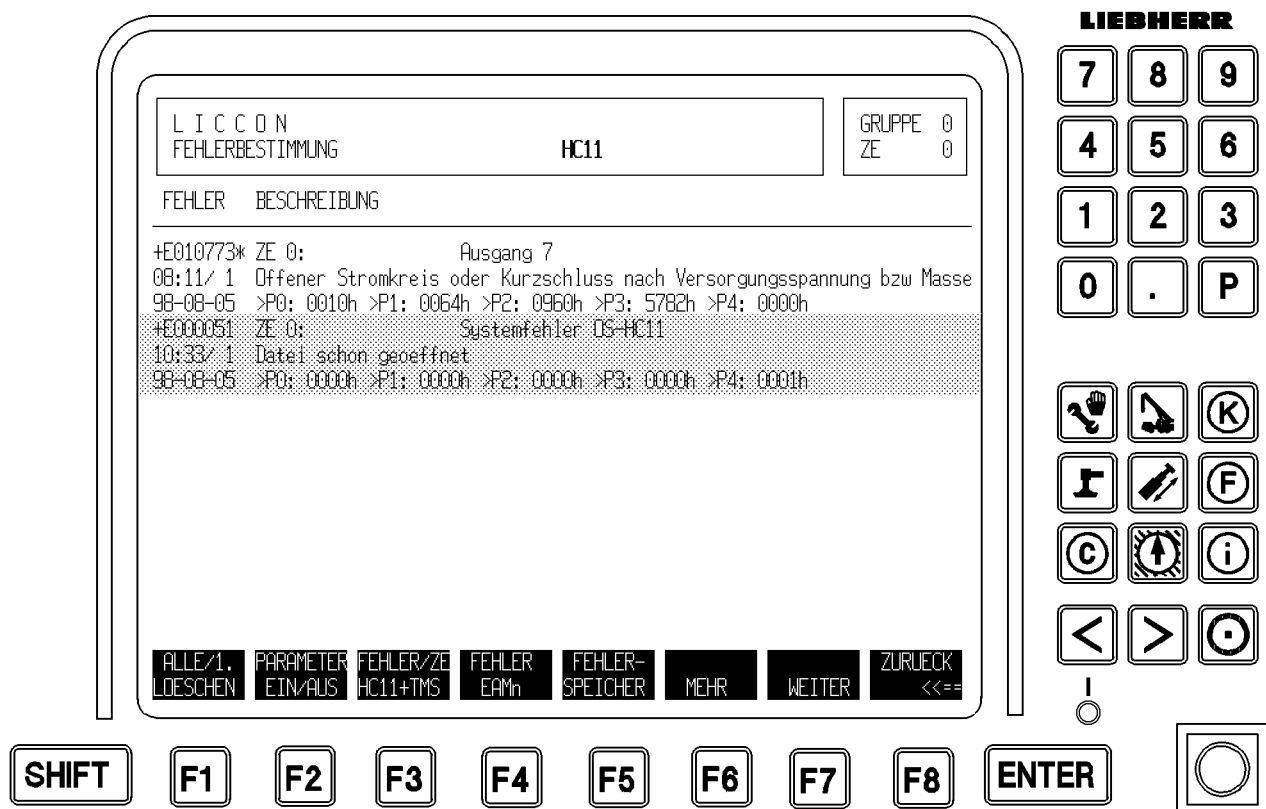 LIEBHERR
L I C C O N
FEHLERBESTIMMUNG HC11
GRUPPE 0
ZE 0
FEHLER BESCHREIBUNG
+E010773* ZE 0: Ausgang 7
08:11/ 1 Offener Stromkreis oder Kurzschluss nach Versorgungsspannung bzw Masse
98-08-05 >P0: 0010h >P1: 0064h >P2: 0960h >P3: 5782h >P4: 0000h
+E000051 ZE 0: Systemfehler OS-HC11
10:33/ 1 Datei schon geoeffnet
98-08-05 >P0: 0000h >P1: 0000h >P2: 0000h >P3: 0000h >P4: 0001h
ALLE/1. PARAMETER FEHLER/ZE FEHLER FEHLER- ZURUECK
LOESCHEN EIN/AUS HC11+TMS EAMn SPEICHER MEHR WEITER <<==
7 8 9
4 5 6
1 2 3
0 . P
K
F
C i
< >
SHIFT F1 F2 F3 F4 F5 F6 F7 F8 ENTER